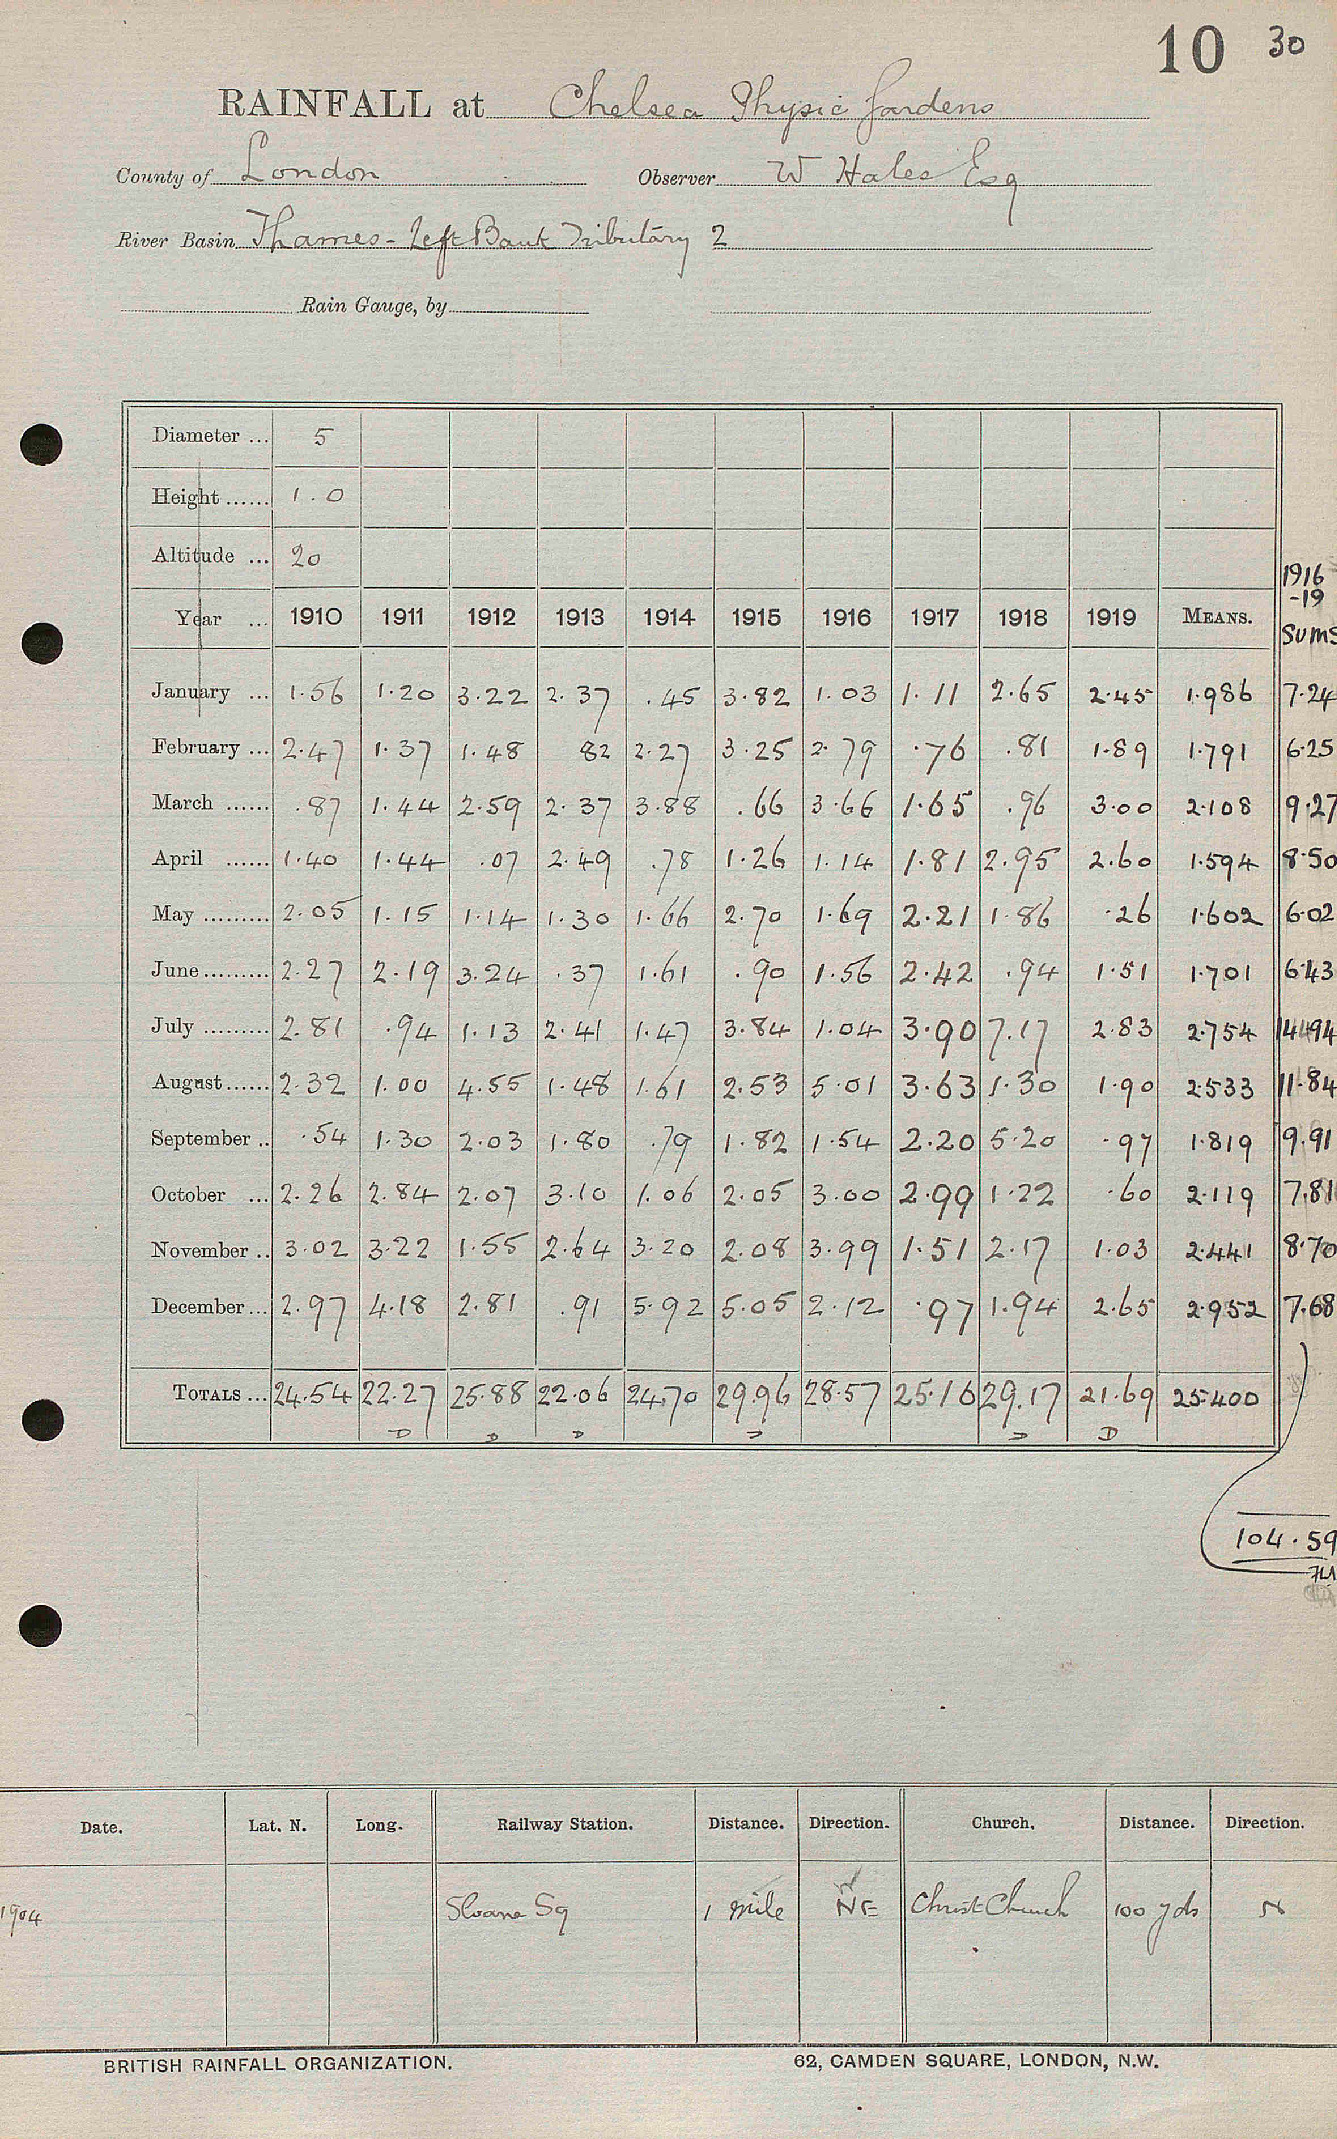 10 30
RAINFALL at Chelsea Physic Gardens
County of London Observer W Hales Esq
River Basin Thames - Left Bank Tributary 2
Rain Gauge, by
Diameter ... 5
Height ...... 1.0
Altitude ... 20
1916
-19
Year ... 1910 1911 1912 1913 1914 1915 1916 1917 1918 1919 MEANS. sums
January ... 1.56 1.20 3.22 2.37 .45 3.82 1.03 1.11 2.65 2.45 1.986 7.24
February ... 2.47 1.37 1.48 82 2.27 3.25 2.79 .76 .81 1.89 1.791 6.25
March ...... .87 1.44 2.59 2.37 3.88 .66 3.66 1.65 .96 3.00 2.108 9.27
April ...... 1.40 1.44 .07 2.49 .78 1.26 1.14 1.81 2.95 2.60 1.594 8.50
May ......... 2.05 1.15 1.14 1.30 1.66 2.70 1.69 2.21 1.86 .26 1.602 6.02
June ......... 2.27 2.19 3.24 .37 1.61 .90 1.56 2.42 .94 1.51 1.701 6.43
July ......... 2.81 .94 1.13 2.41 1.47 3.84 1.04 3.90 7.17 2.83 2.754 14.94
August ...... 2.32 1.00 4.55 1.48 1.61 2.53 5.01 3.63 1.30 1.90 2.533 11.84
September .. .54 1.30 2.03 1.80 .79 1.82 1.54 2.20 5.20 .97 1.819 9.91
October ... 2.26 2.84 2.07 3.10 1.06 2.05 3.00 2.99 1.22 .60 2.119 7.81
November .. 3.02 3.22 1.55 2.64 3.20 2.08 3.99 1.51 2.17 1.03 2.441 8.70
December ... 2.97 4.18 2.81 .91 5.92 5.05 2.12 .97 1.94 2.65 2.952 7.68
TOTALS ... 24.54 22.27 25.88 22.06 24.70 29.96 28.57 25.16 29.17 21.69 25.400
D D D D D D
104.59
Date. Lat. N. Long. Railway Station. Distance. Direction. Church. Distance. Direction.
1904 Sloane Sq 1 mile NE Christ Church 100 yds N
BRITISH RAINFALL ORGANIZATION. 62, CAMDEN SQUARE, LONDON, N.W.